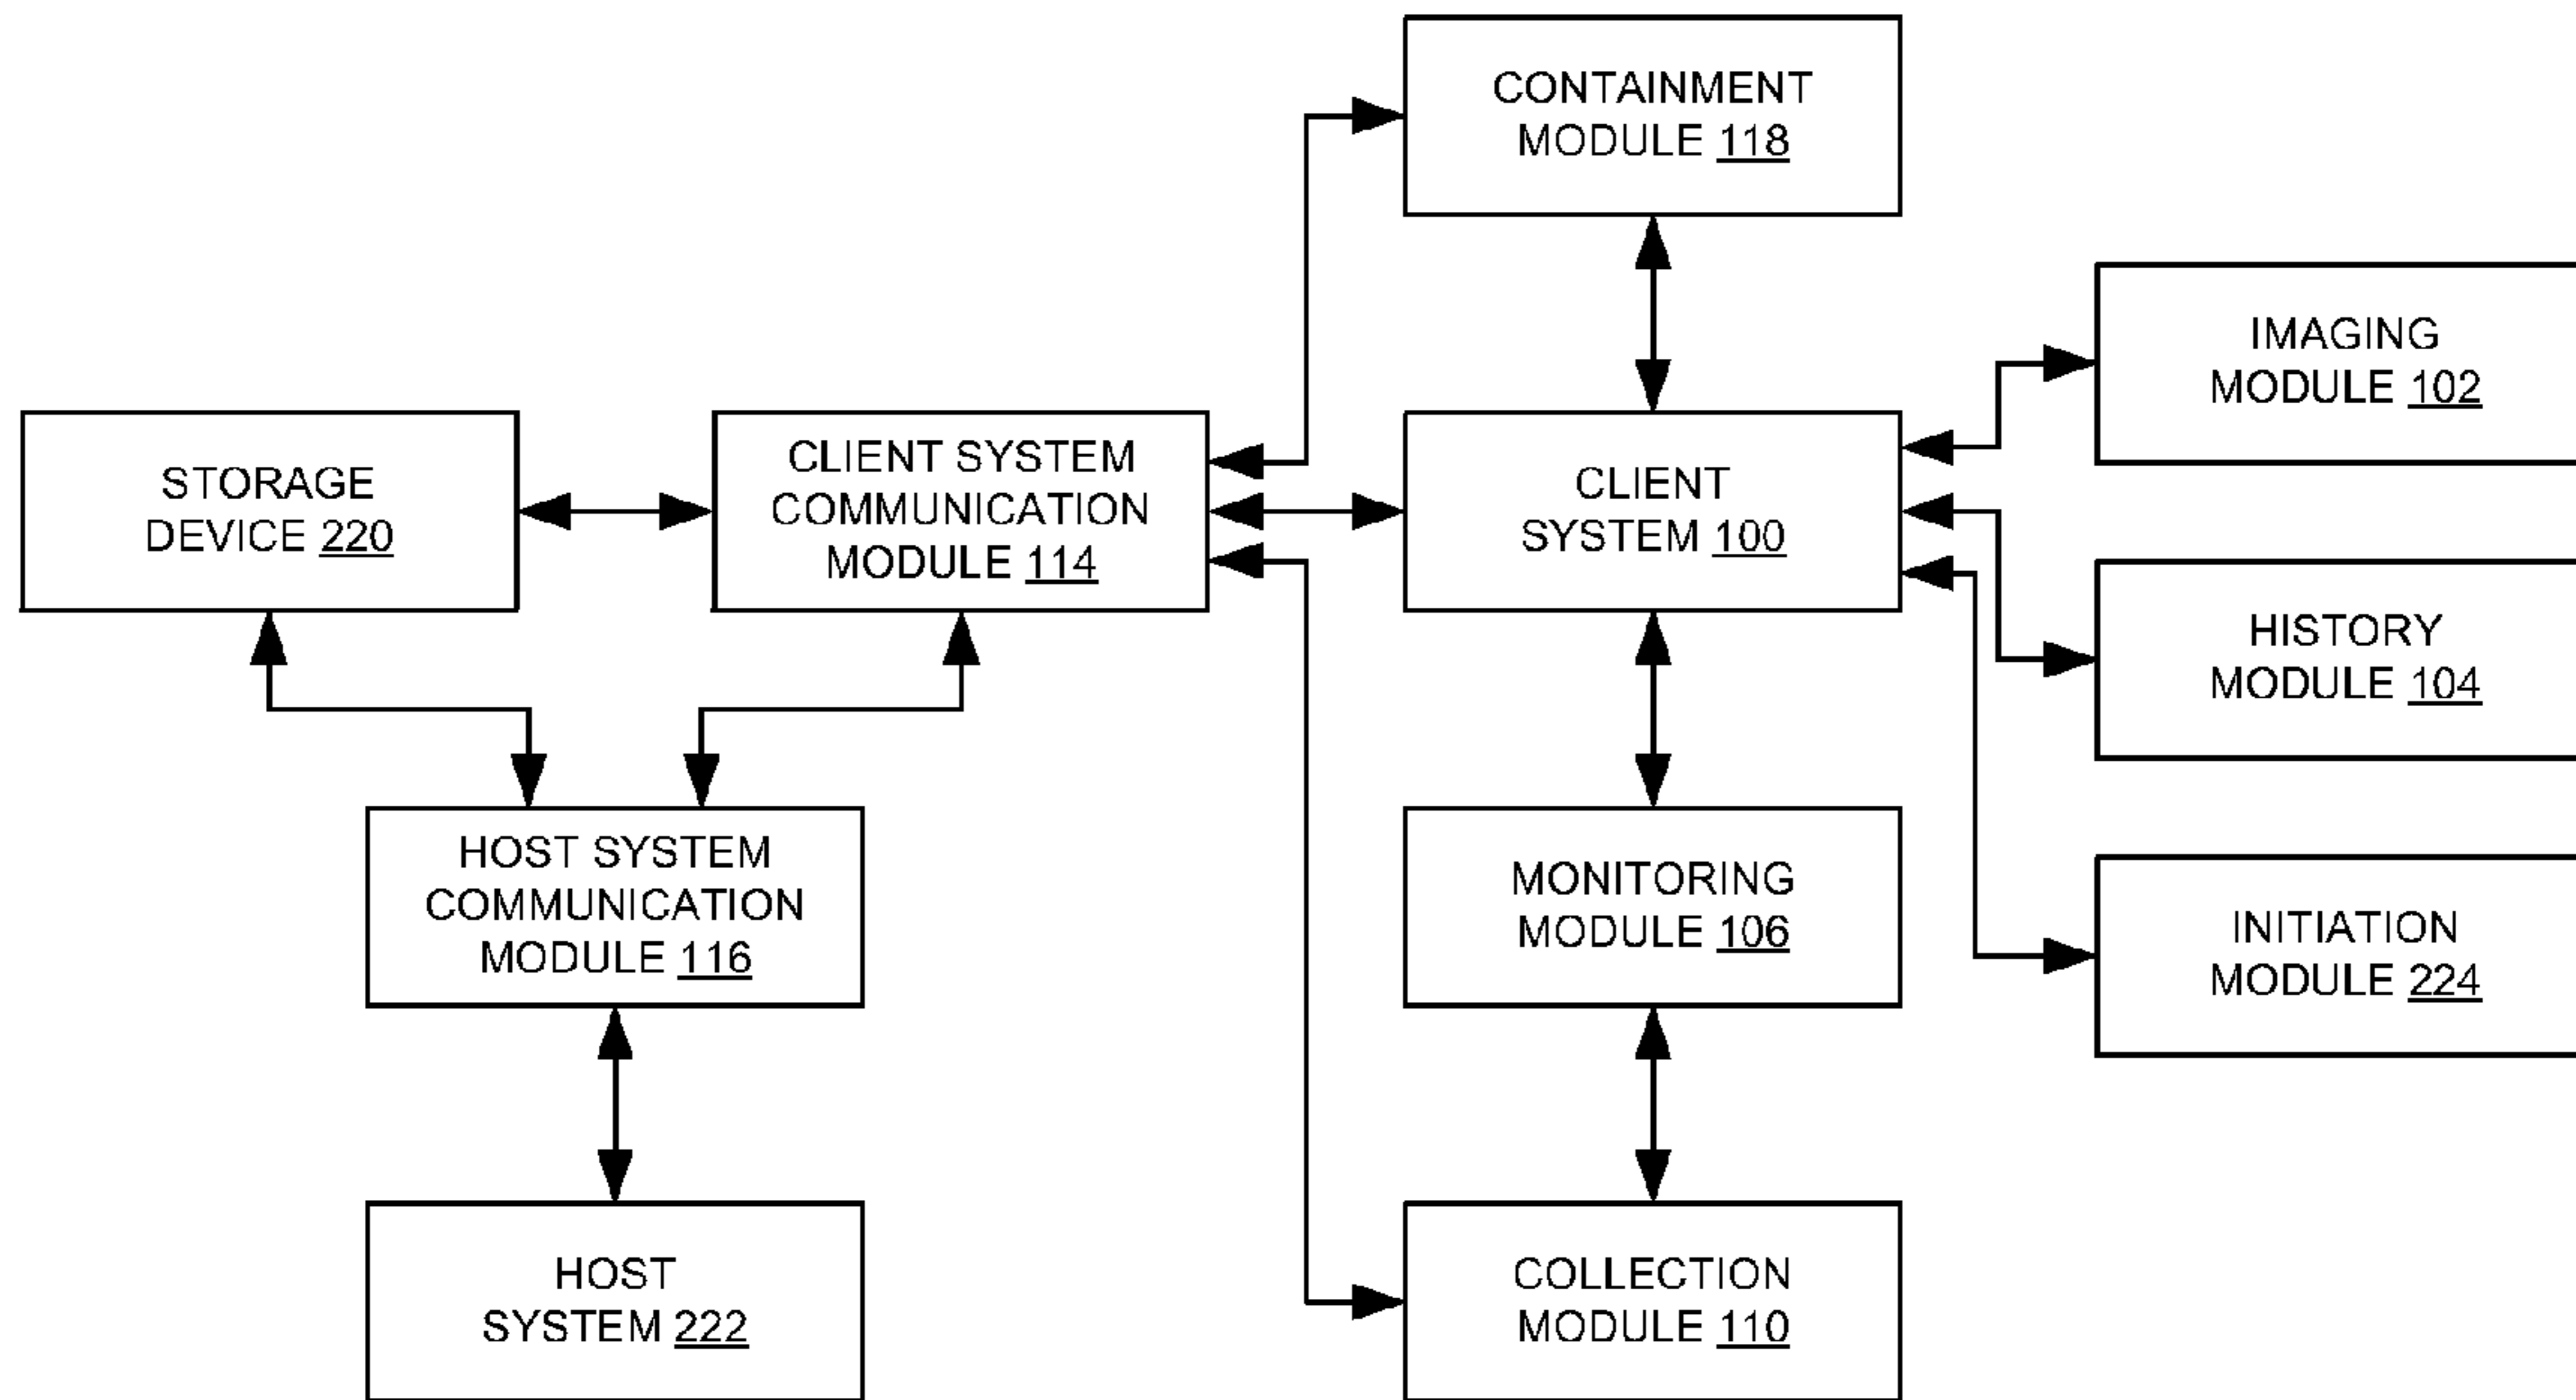 CONTAINMENT
MODULE 118
IMAGING
MODULE 102
STORAGE
DEVICE 220
CLIENT SYSTEM
COMMUNICATION
MODULE 114
CLIENT
SYSTEM 100
HISTORY
MODULE 104
HOST SYSTEM
COMMUNICATION
MODULE 116
MONITORING
MODULE 106
INITIATION
MODULE 224
HOST
SYSTEM 222
COLLECTION
MODULE 110